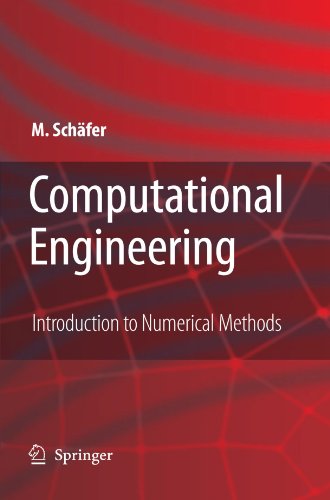 M. Schäfer
Computational
Engineering
Introduction to Numerical Methods
Springer